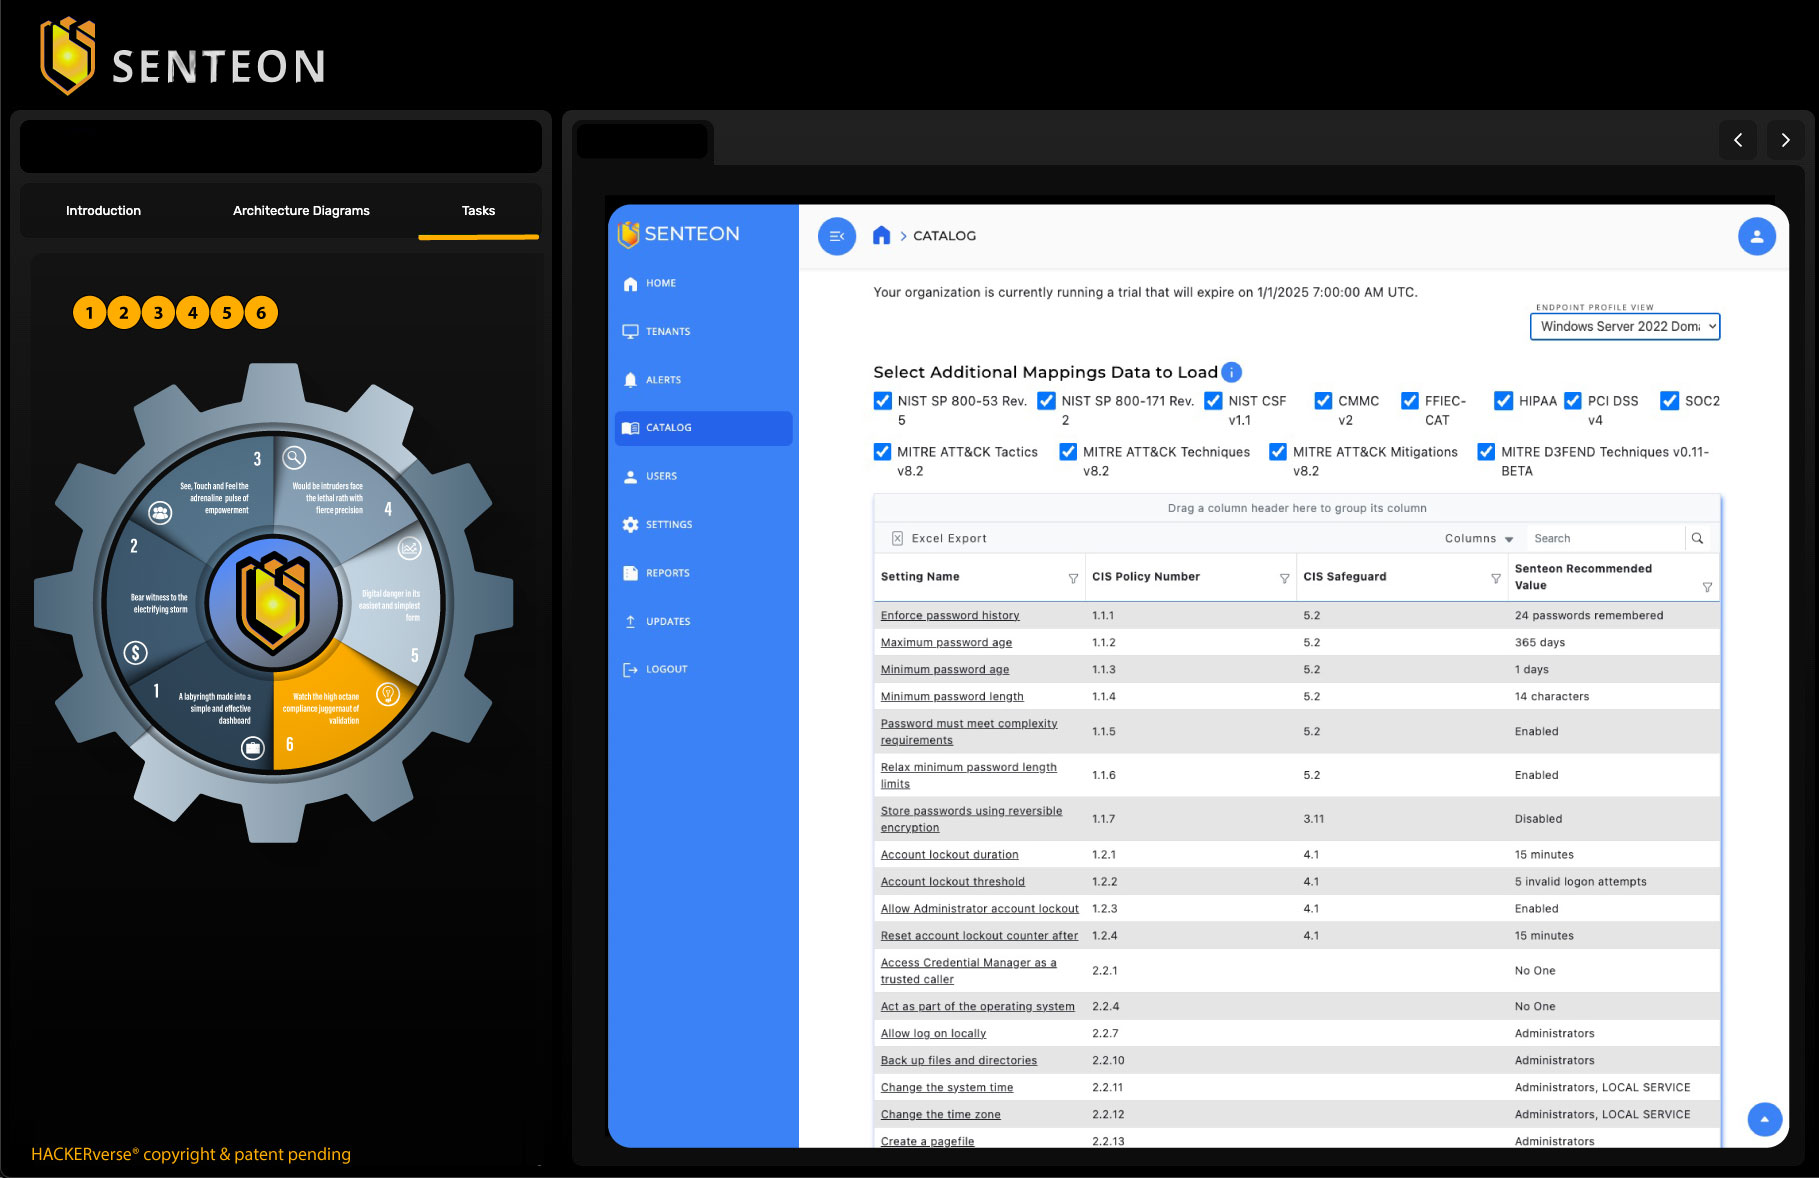 SENTEON
Introduction
Architecture Diagrams
Tasks
1 2 3 4 5 6
3
See, Touch and Feel the
adrenaline pulse of
empowerment
Would be intruders face
the lethal rath with
fierce precision
4
2
Bear witness to the
electrifying storm
Digital danger in its
easiset and simplest
form
5
$
1
A labyringth made into a
simple and effective
dashboard
Watch the high octane
compliance juggernaut of
validation
6
HACKERverse® copyright & patent pending
SENTEON
HOME
TENANTS
ALERTS
CATALOG
USERS
SETTINGS
REPORTS
UPDATES
LOGOUT
> CATALOG
Your organization is currently running a trial that will expire on 1/1/2025 7:00:00 AM UTC.
ENDPOINT PROFILE VIEW
Windows Server 2022 Doma
Select Additional Mappings Data to Load i
NIST SP 800-53 Rev.
5
NIST SP 800-171 Rev.
2
NIST CSF
v1.1
CMMC
v2
FFIEC-
CAT
HIPAA
PCI DSS
v4
SOC2
MITRE ATT&CK Tactics
v8.2
MITRE ATT&CK Techniques
v8.2
MITRE ATT&CK Mitigations
v8.2
MITRE D3FEND Techniques v0.11-
BETA
Drag a column header here to group its column
Excel Export
Columns
Search
Setting Name
CIS Policy Number
CIS Safeguard
Senteon Recommended
Value
Enforce password history 1.1.1 5.2 24 passwords remembered
Maximum password age 1.1.2 5.2 365 days
Minimum password age 1.1.3 5.2 1 days
Minimum password length 1.1.4 5.2 14 characters
Password must meet complexity
requirements 1.1.5 5.2 Enabled
Relax minimum password length
limits 1.1.6 5.2 Enabled
Store passwords using reversible
encryption 1.1.7 3.11 Disabled
Account lockout duration 1.2.1 4.1 15 minutes
Account lockout threshold 1.2.2 4.1 5 invalid logon attempts
Allow Administrator account lockout 1.2.3 4.1 Enabled
Reset account lockout counter after 1.2.4 4.1 15 minutes
Access Credential Manager as a
trusted caller 2.2.1 No One
Act as part of the operating system 2.2.4 No One
Allow log on locally 2.2.7 Administrators
Back up files and directories 2.2.10 Administrators
Change the system time 2.2.11 Administrators, LOCAL SERVICE
Change the time zone 2.2.12 Administrators, LOCAL SERVICE
Create a pagefile 2.2.13 Administrators